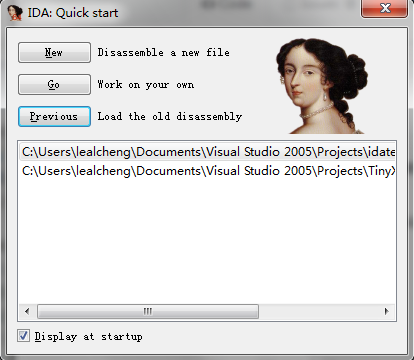 IDA: Quick start
New Disassemble a new file
Go Work on your own
Previous Load the old disassembly
C:\Users\lealcheng\Documents\Visual Studio 2005\Projects\idate
C:\Users\lealcheng\Documents\Visual Studio 2005\Projects\TinyX
Display at startup